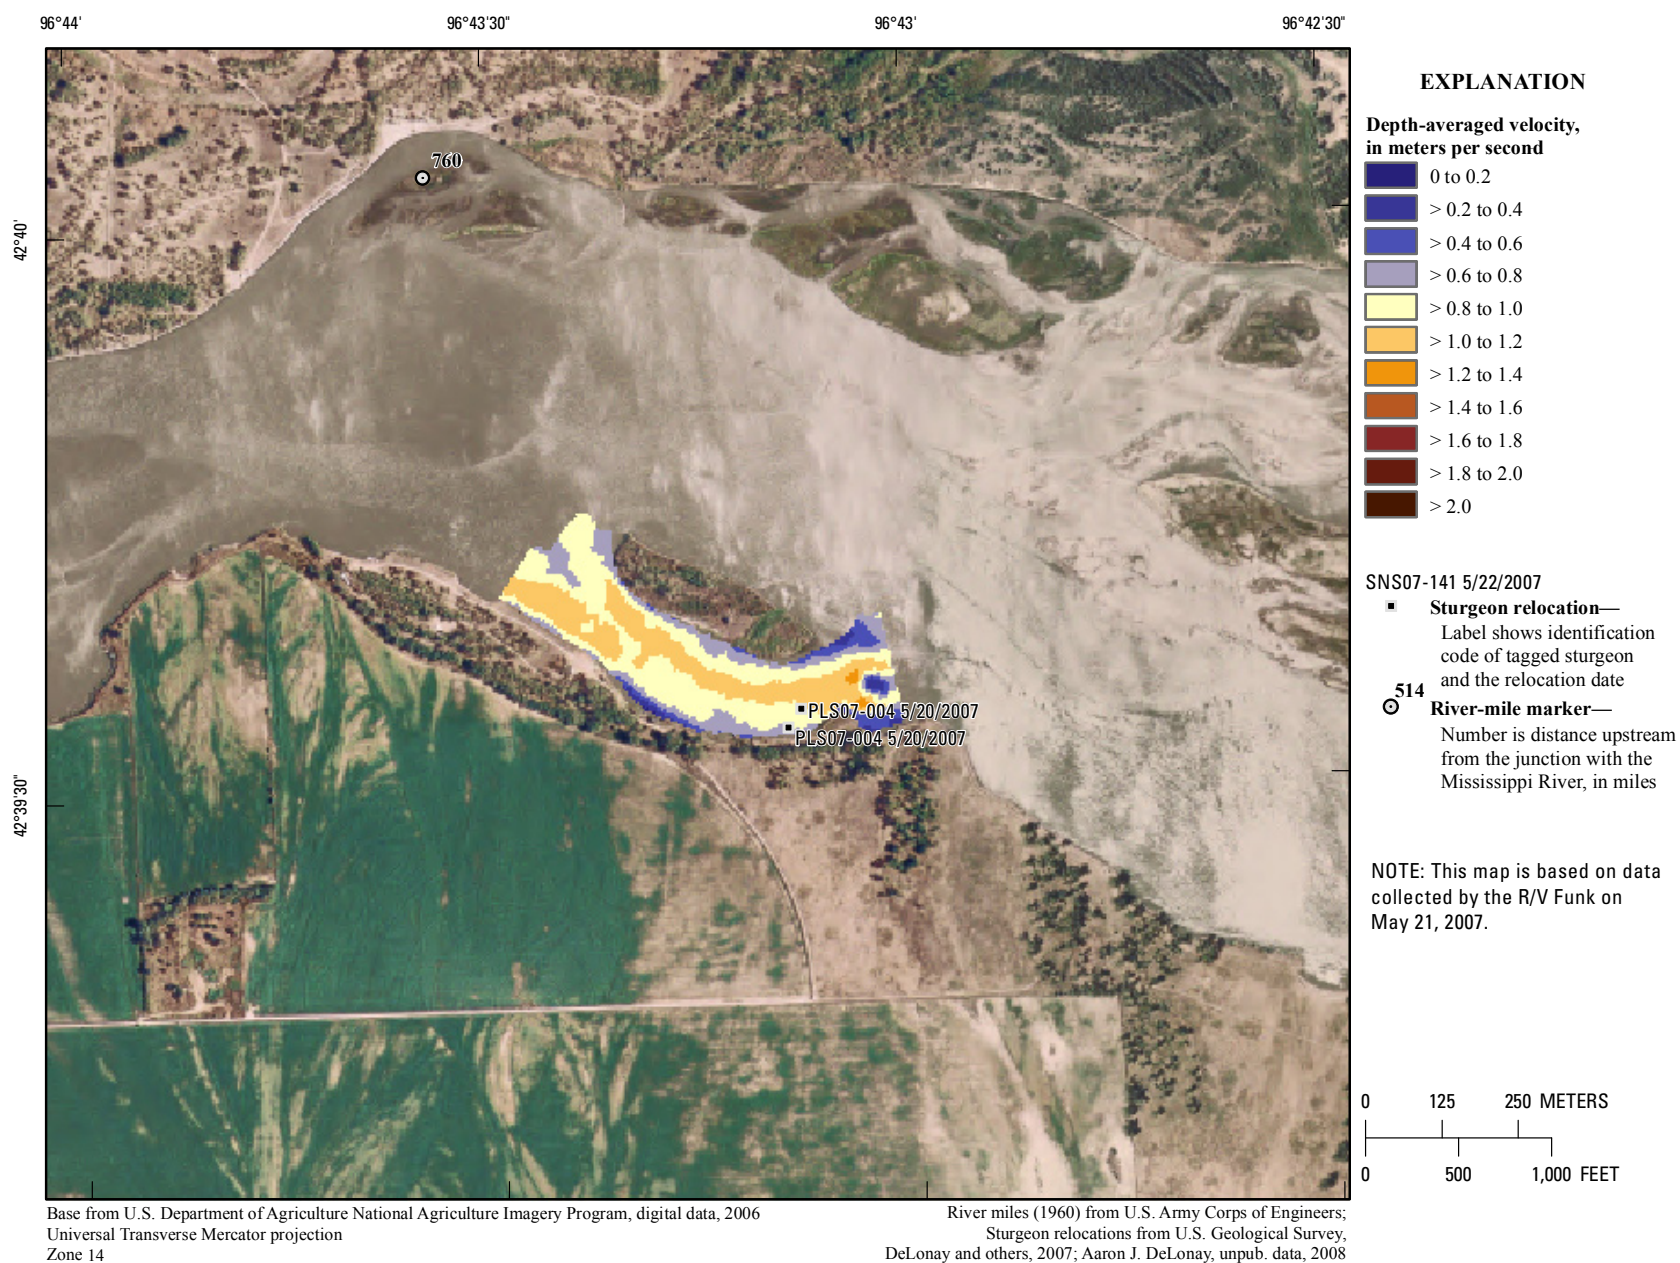 96°44'
96°43'30"
96°43'
96°42'30"
42°40'
42°39'30"
760
PLS07-004 5/20/2007
PLS07-004 5/20/2007
EXPLANATION
Depth-averaged velocity,
in meters per second
0 to 0.2
> 0.2 to 0.4
> 0.4 to 0.6
> 0.6 to 0.8
> 0.8 to 1.0
> 1.0 to 1.2
> 1.2 to 1.4
> 1.4 to 1.6
> 1.6 to 1.8
> 1.8 to 2.0
> 2.0
SNS07-141 5/22/2007
Sturgeon relocation—
Label shows identification
code of tagged sturgeon
and the relocation date
514
River-mile marker—
Number is distance upstream
from the junction with the
Mississippi River, in miles
NOTE: This map is based on data
collected by the R/V Funk on
May 21, 2007.
0 125 250 METERS
0 500 1,000 FEET
Base from U.S. Department of Agriculture National Agriculture Imagery Program, digital data, 2006
Universal Transverse Mercator projection
Zone 14
River miles (1960) from U.S. Army Corps of Engineers;
Sturgeon relocations from U.S. Geological Survey,
DeLonay and others, 2007; Aaron J. DeLonay, unpub. data, 2008